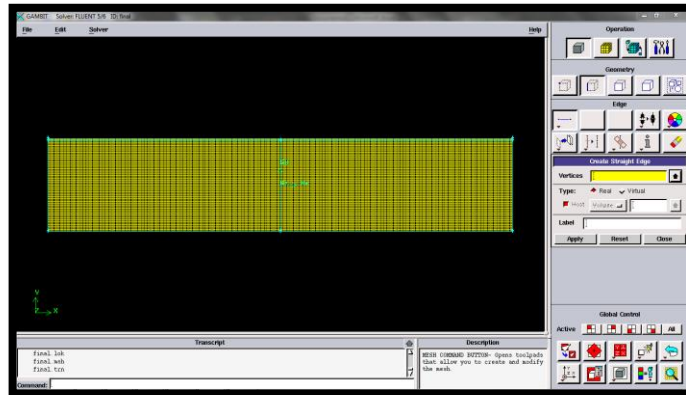 GAMBIT Solver: FLUENT 5/6 ID: final
File Edit Solver Help
Operation
Geometry
Edge
Create Straight Edge
Vertices
Type: Real Virtual
Host Volume
Label
Apply Reset Close
Y
Z X
Global Control
Active All
Transcript
final.lok
final.msh
final.trn
Description
MESH COMMAND BUTTON- Opens toolpads
that allow you to create and modify
the mesh.
Command: